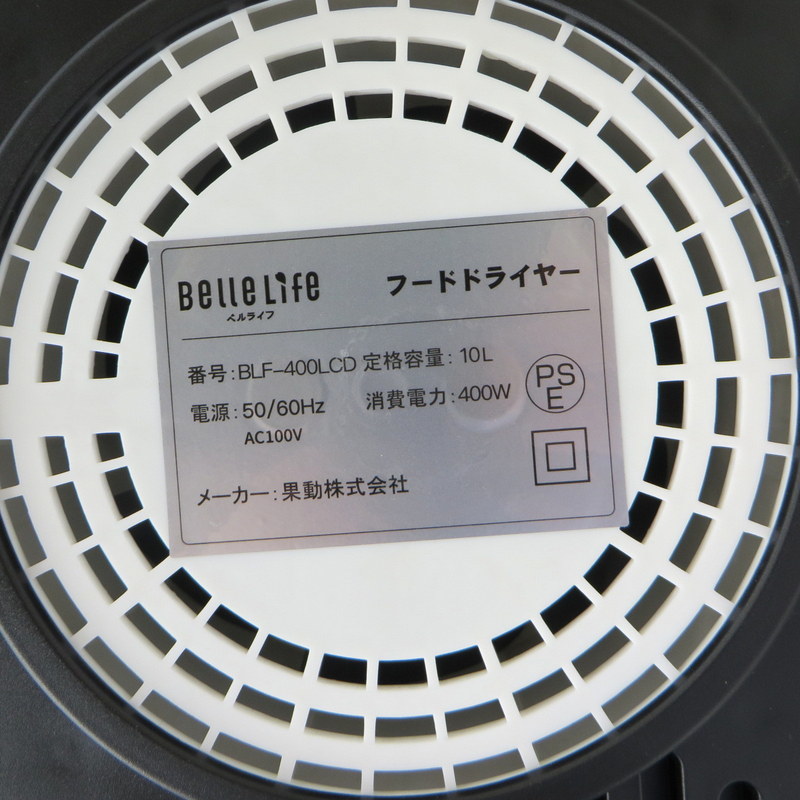 BelleLife フードドライヤー
ベルライフ
番号:BLF-400LCD 定格容量: 10L
電源: 50/60Hz 消費電力:400W
AC100V
PSE
メーカー:果動株式会社